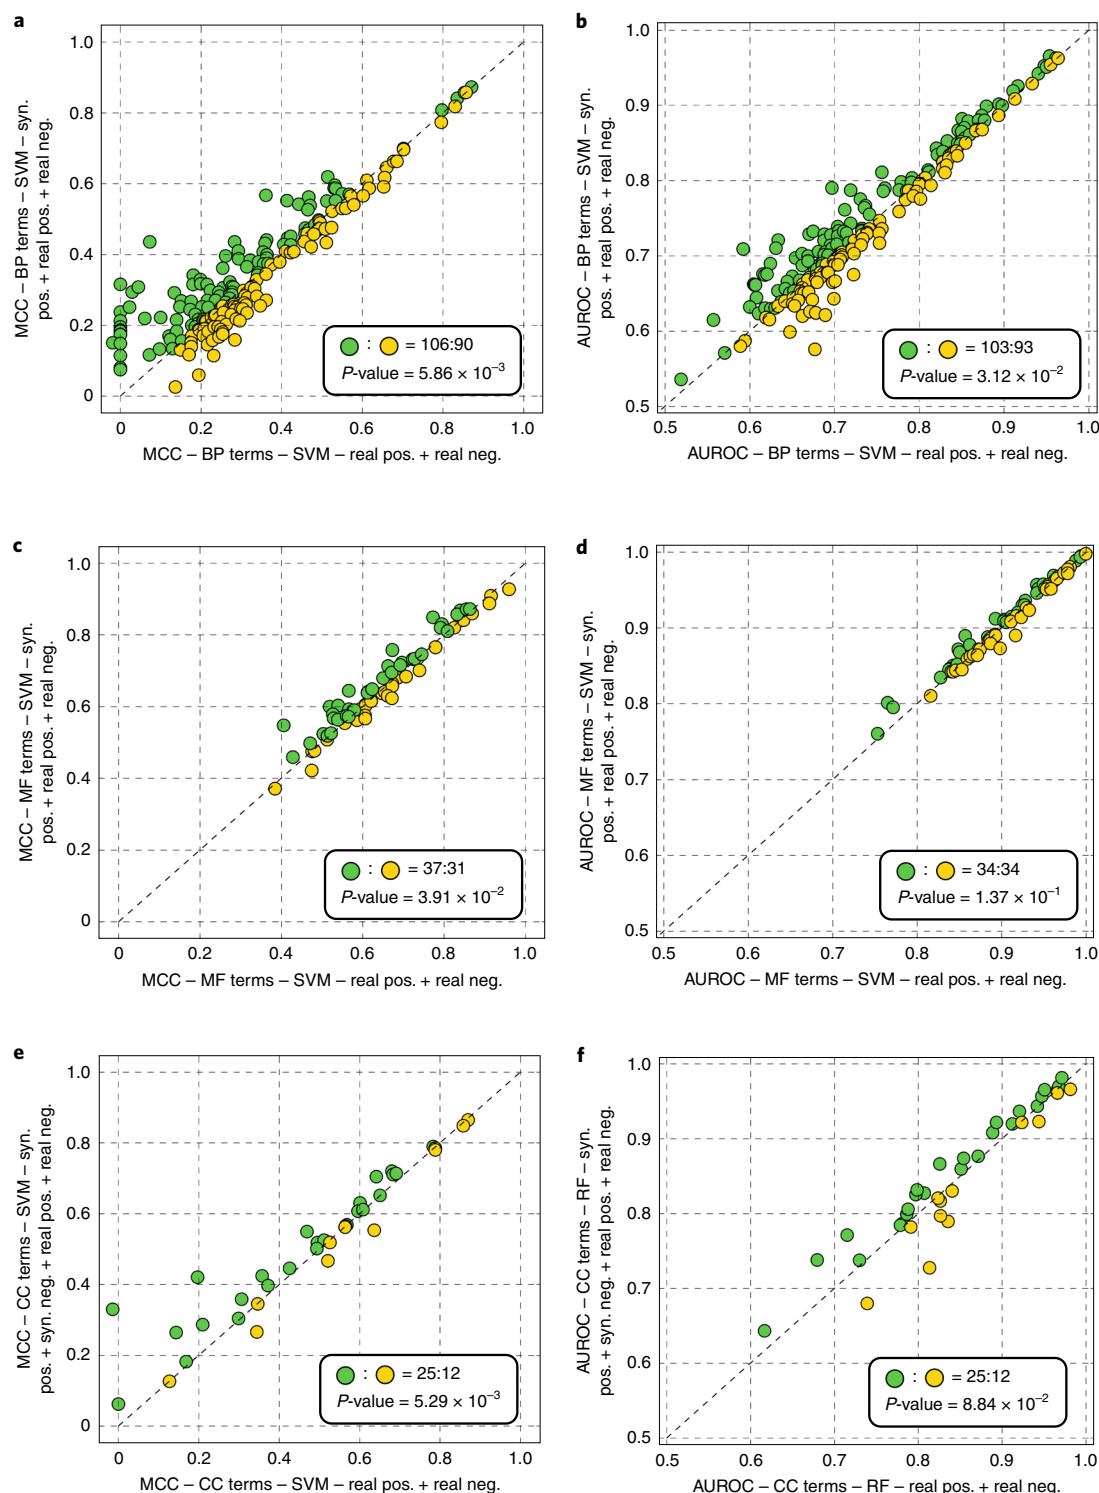 a
MCC – BP terms – SVM – syn.
pos. + real pos. + real neg.
1.0
0.8
0.6
0.4
0.2
0
: = 106:90
P-value = 5.86 × 10–3
0 0.2 0.4 0.6 0.8 1.0
MCC – BP terms – SVM – real pos. + real neg.
b
AUROC – BP terms – SVM – syn.
pos. + real pos. + real neg.
1.0
0.9
0.8
0.7
0.6
0.5
: = 103:93
P-value = 3.12 × 10–2
0.5 0.6 0.7 0.8 0.9 1.0
AUROC – BP terms – SVM – real pos. + real neg.
c
MCC – MF terms – SVM – syn.
pos. + real pos. + real neg.
1.0
0.8
0.6
0.4
0.2
0
: = 37:31
P-value = 3.91 × 10–2
0 0.2 0.4 0.6 0.8 1.0
MCC – MF terms – SVM – real pos. + real neg.
d
AUROC – MF terms – SVM – syn.
pos. + real pos. + real neg.
1.0
0.9
0.8
0.7
0.6
0.5
: = 34:34
P-value = 1.37 × 10–1
0.5 0.6 0.7 0.8 0.9 1.0
AUROC – MF terms – SVM – real pos. + real neg.
e
MCC – CC terms – SVM – syn.
pos. + syn. neg. + real pos. + real neg.
1.0
0.8
0.6
0.4
0.2
0
: = 25:12
P-value = 5.29 × 10–3
0 0.2 0.4 0.6 0.8 1.0
MCC – CC terms – SVM – real pos. + real neg.
f
AUROC – CC terms – RF – syn.
pos. + syn. neg. + real pos. + real neg.
1.0
0.9
0.8
0.7
0.6
0.5
: = 25:12
P-value = 8.84 × 10–2
0.5 0.6 0.7 0.8 0.9 1.0
AUROC – CC terms – RF – real pos. + real neg.